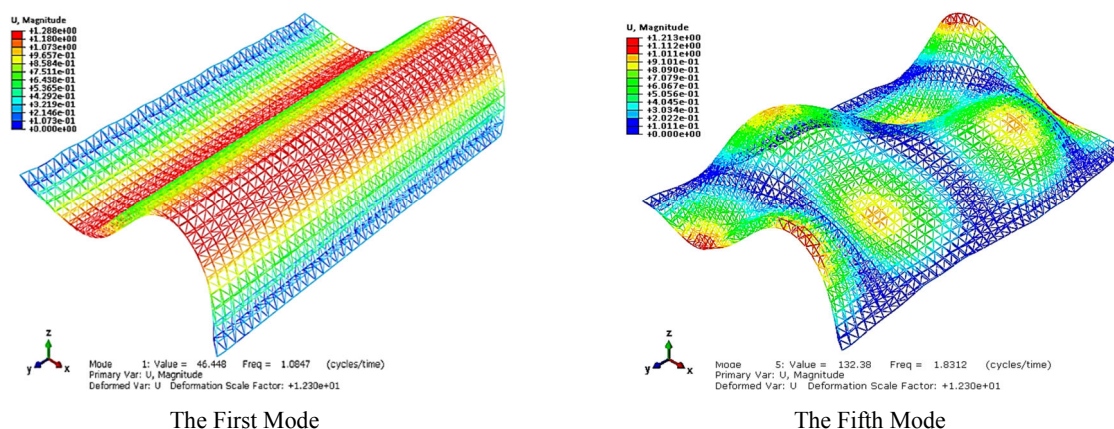 U, Magnitude
+1.288e+00
+1.180e+00
+1.073e+00
+9.657e-01
+8.584e-01
+7.511e-01
+6.438e-01
+5.365e-01
+4.292e-01
+3.219e-01
+2.146e-01
+1.073e-01
+0.000e+00
z
y
x
Mode 1: Value = 46.448 Freq = 1.0847 (cycles/time)
Primary Var: U, Magnitude
Deformed Var: U Deformation Scale Factor: +1.230e+01
The First Mode
U, Magnitude
+1.213e+00
+1.112e+00
+1.011e+00
+9.101e-01
+8.090e-01
+7.079e-01
+6.067e-01
+5.056e-01
+4.045e-01
+3.034e-01
+2.022e-01
+1.011e-01
+0.000e+00
z
y
x
Mode 5: Value = 132.38 Freq = 1.8312 (cycles/time)
Primary Var: U, Magnitude
Deformed Var: U Deformation Scale Factor: +1.230e+01
The Fifth Mode